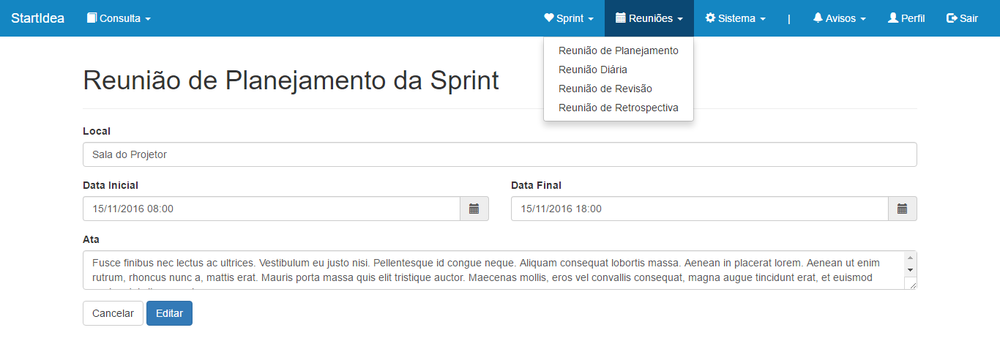 StartIdea Consulta Sprint Reuniões Sistema | Avisos Perfil Sair
Reunião de Planejamento
Reunião Diária
Reunião de Revisão
Reunião de Retrospectiva
Reunião de Planejamento da Sprint
Local
Sala do Projetor
Data Inicial Data Final
15/11/2016 08:00 15/11/2016 18:00
Ata
Fusce finibus nec lectus ac ultrices. Vestibulum eu justo nisi. Pellentesque id congue neque. Aliquam consequat lobortis massa. Aenean in placerat lorem. Aenean ut enim
rutrum, rhoncus nunc a, mattis erat. Mauris porta massa quis elit tristique auctor. Maecenas mollis, eros vel convallis consequat, magna augue tincidunt erat, et euismod
Cancelar Editar